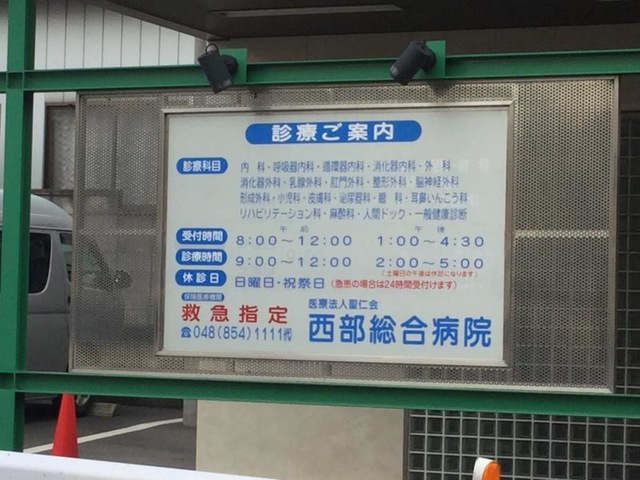 診療ご案内
診療科目 内 科・呼吸器内科・循環器内科・消化器内科・外 科
消化器外科・乳腺外科・肛門外科・整形外科・脳神経外科
形成外科・小児科・皮膚科・泌尿器科・眼 科・耳鼻いんこう科
リハビリテーション科・麻酔科・人間ドック・一般健康診断
午 前 午 後
受付時間 8:00〜12:00 1:00〜4:30
診療時間 9:00〜12:00 2:00〜5:00
(土曜日の午後は休診になります)
休診日 日曜日・祝祭日(急患の場合は24時間受付けます)
保険医療機関
救急指定 医療法人聖仁会
☎048(854)1111㈹ 西部総合病院